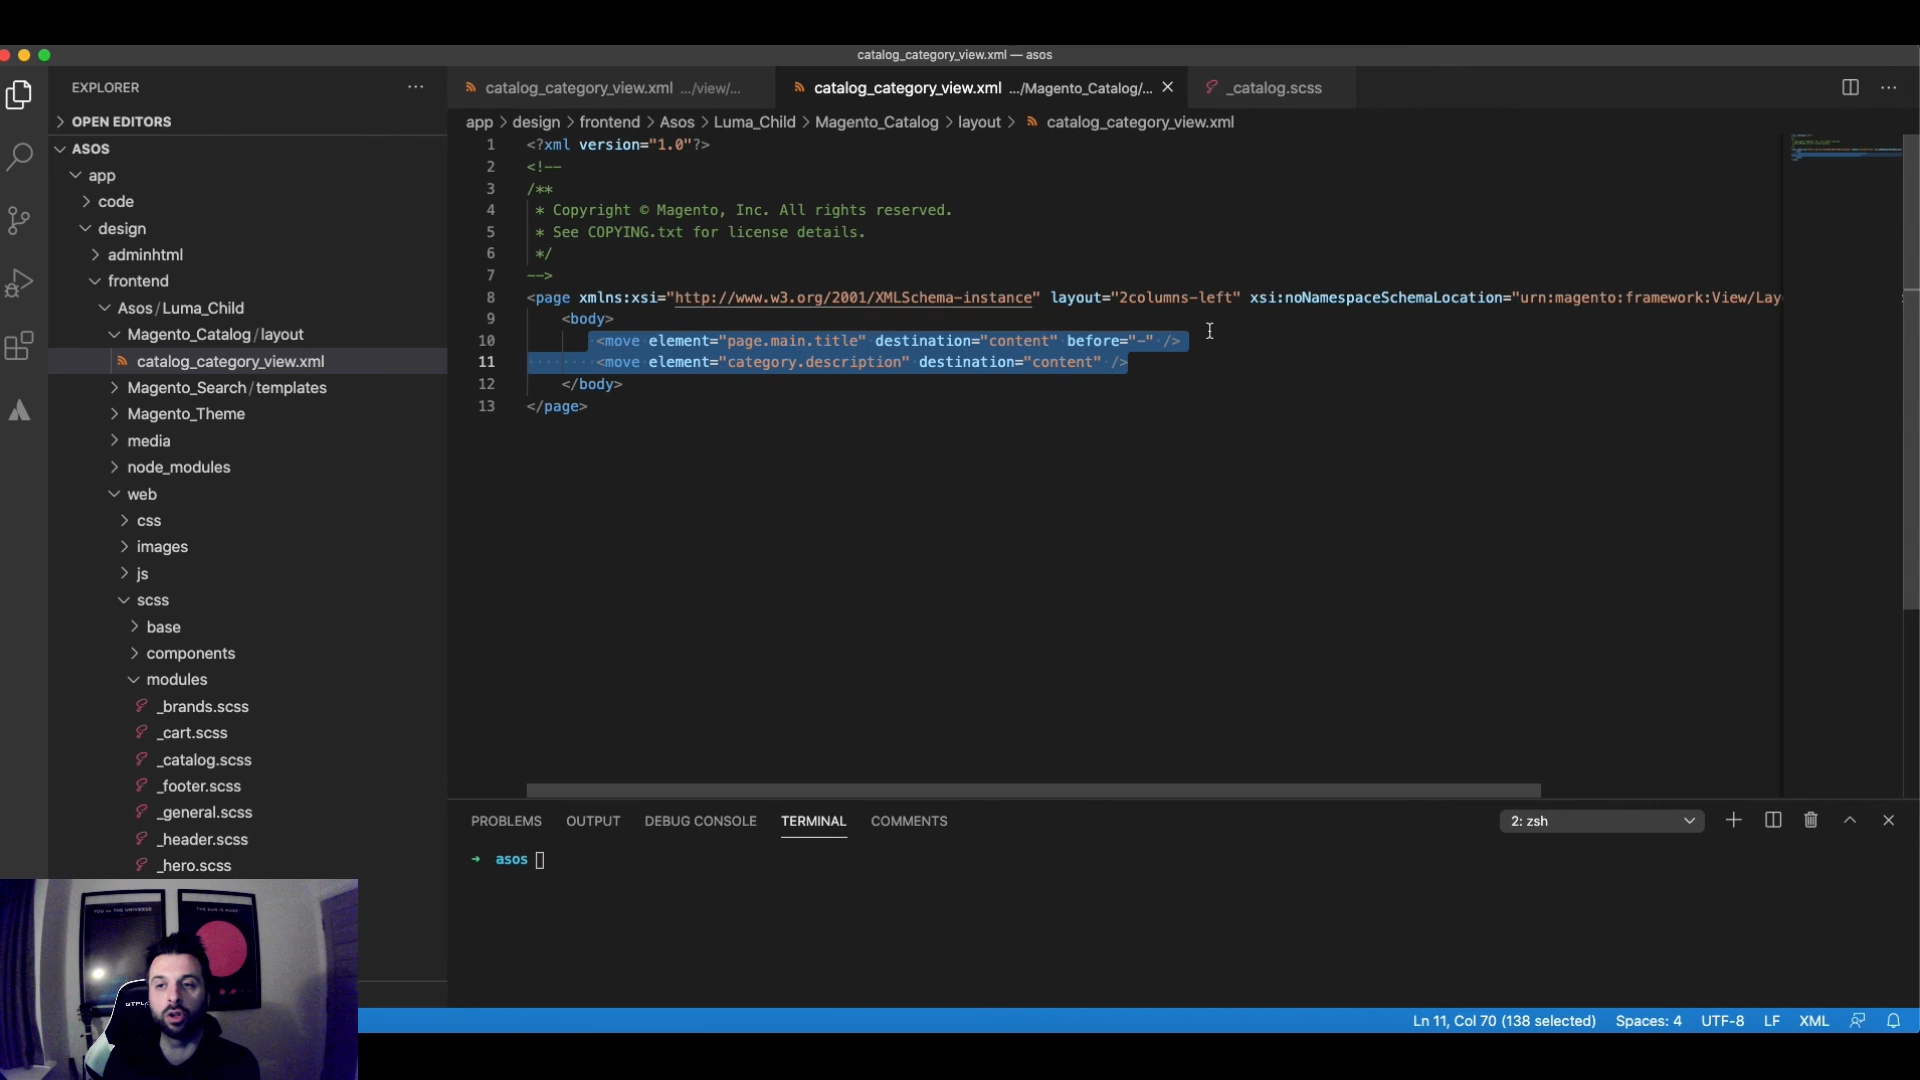 catalog_category_view.xml — asos
EXPLORER
catalog_category_view.xml .../view/...
catalog_category_view.xml .../Magento_Catalog/...
_catalog.scss
OPEN EDITORS
app > design > frontend > Asos > Luma_Child > Magento_Catalog > layout > catalog_category_view.xml
ASOS
app
code
design
adminhtml
frontend
Asos / Luma_Child
Magento_Catalog / layout
catalog_category_view.xml
Magento_Search / templates
Magento_Theme
media
node_modules
web
css
images
js
scss
base
components
modules
_brands.scss
_cart.scss
_catalog.scss
_footer.scss
_general.scss
_header.scss
_hero.scss
1 <?xml version="1.0"?>
2 <!--
3 /**
4 * Copyright © Magento, Inc. All rights reserved.
5 * See COPYING.txt for license details.
6 */
7 -->
8 <page xmlns:xsi="http://www.w3.org/2001/XMLSchema-instance" layout="2columns-left" xsi:noNamespaceSchemaLocation="urn:magento:framework:View/Lay
9 <body>
10 <move element="page.main.title" destination="content" before="-" />
11 <move element="category.description" destination="content" />
12 </body>
13 </page>
PROBLEMS OUTPUT DEBUG CONSOLE TERMINAL COMMENTS
2: zsh
→ asos
YOU vs THE UNIVERSE
Ln 11, Col 70 (138 selected) Spaces: 4 UTF-8 LF XML